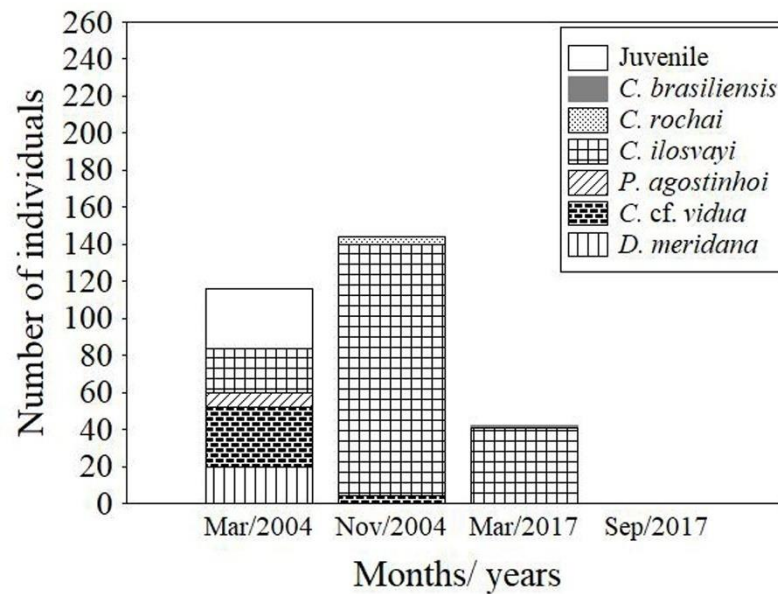 260
240
220
200
180
160
140
120
100
80
60
40
20
0
Number of individuals
Juvenile
C. brasiliensis
C. rochai
C. ilosvayi
P. agostinhoi
C. cf. vidua
D. meridana
Mar/2004 Nov/2004 Mar/2017 Sep/2017
Months/ years